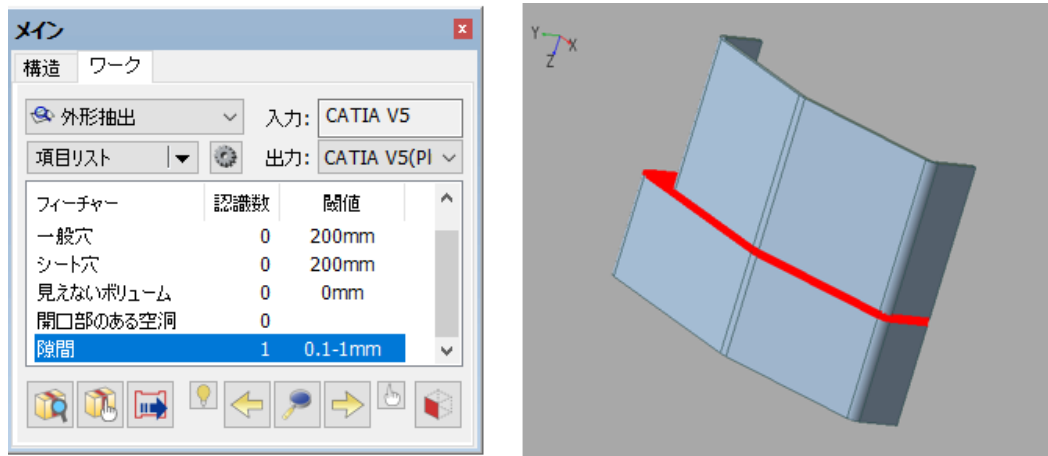 メイン
構造 ワーク
外形抽出 入力: CATIA V5
項目リスト 出力: CATIA V5(Pl
フィーチャー 認識数 閾値
一般穴 0 200mm
シート穴 0 200mm
見えないボリューム 0 0mm
開口部のある空洞 0
隙間 1 0.1-1mm
Y X
Z